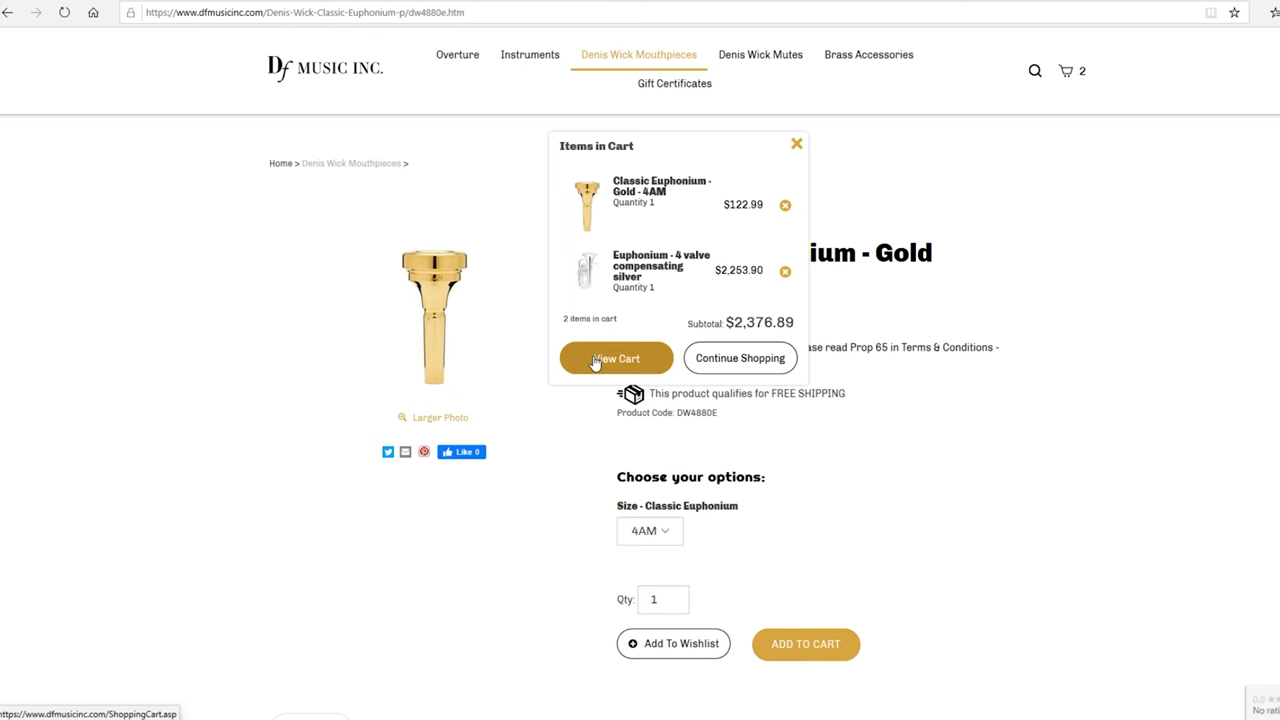 https://www.dfmusicinc.com/Denis-Wick-Classic-Euphonium-p/dw4880e.htm
Df MUSIC INC.
Overture
Instruments
Denis Wick Mouthpieces
Denis Wick Mutes
Brass Accessories
Gift Certificates
2
Home > Denis Wick Mouthpieces >
Items in Cart
Classic Euphonium -
Gold - 4AM
Quantity 1
$122.99
Euphonium - 4 valve
compensating
silver
Quantity 1
$2,253.90
2 items in cart
Subtotal: $2,376.89
View Cart
Continue Shopping
ium - Gold
ase read Prop 65 in Terms & Conditions -
This product qualifies for FREE SHIPPING
Product Code: DW4880E
Larger Photo
Like 0
Choose your options:
Size - Classic Euphonium
4AM
Qty: 1
Add To Wishlist
ADD TO CART
https://www.dfmusicinc.com/ShoppingCart.asp
0.0
No rati